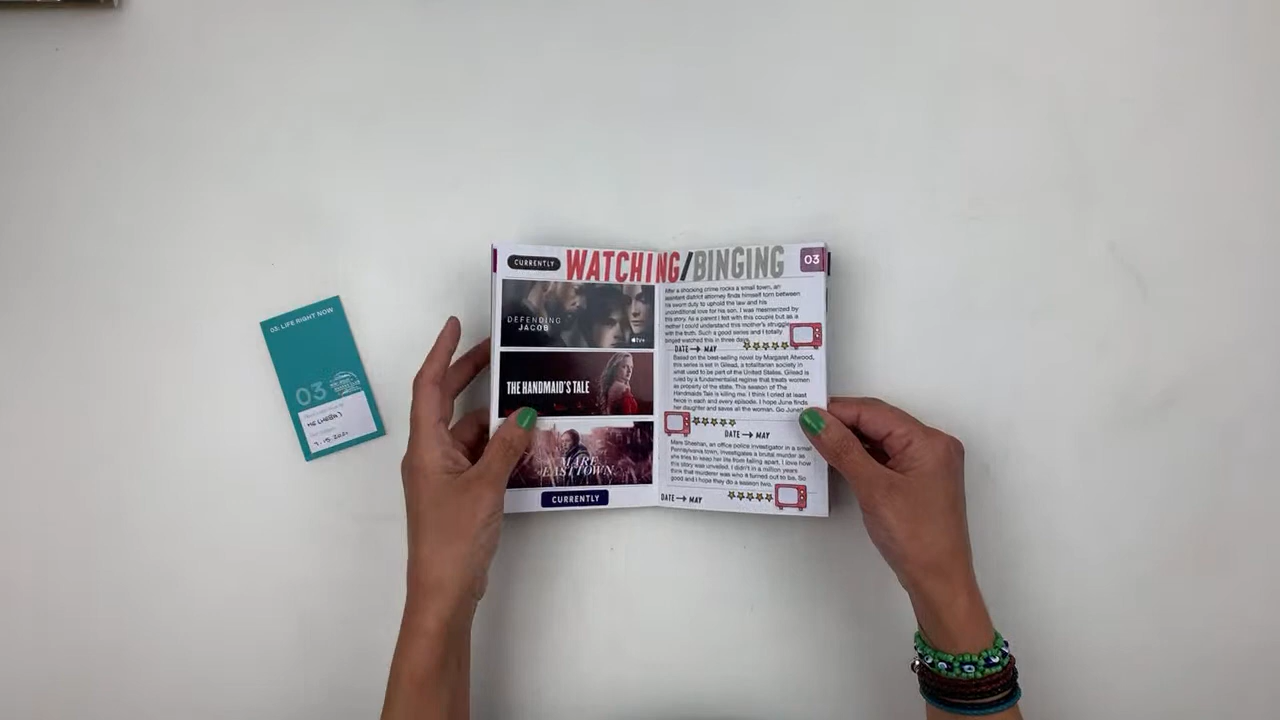 03: LIFE RIGHT NOW
03
9.15.2021
CURRENTLY
WATCHING/BINGING
03
DEFENDING
JACOB
tv+
THE HANDMAID'S TALE
MARE
EASTTOWN
CURRENTLY
After a shocking crime rocks a small town, an
assistant district attorney finds himself torn between
his sworn duty to uphold the law and his
unconditional love for his son. I was mesmerized by
this story. As a parent I felt with this couple but as a
mother I could understand this mother's struggle
with the truth. Such a good series and I totally
binged watched this in three days.
DATE → MAY
Based on the best-selling novel by Margaret Atwood,
this series is set in Gilead, a totalitarian society in
what used to be part of the United States. Gilead is
ruled by a fundamentalist regime that treats women
as property of the state. This season of The
Handmaids Tale is killing me. I think I cried at least
twice in each every episode. I hope June finds
her daughter and saves all the woman. Go June!
DATE → MAY
Mare Sheehan, an office police investigator in a small
Pennsylvania town, investigates a brutal murder as
she tries to keep her life from falling apart. I love how
this story was unveiled. I didn't in a million years
think that murderer was who it turned out to be. So
good and I hope they do a season two.
DATE → MAY